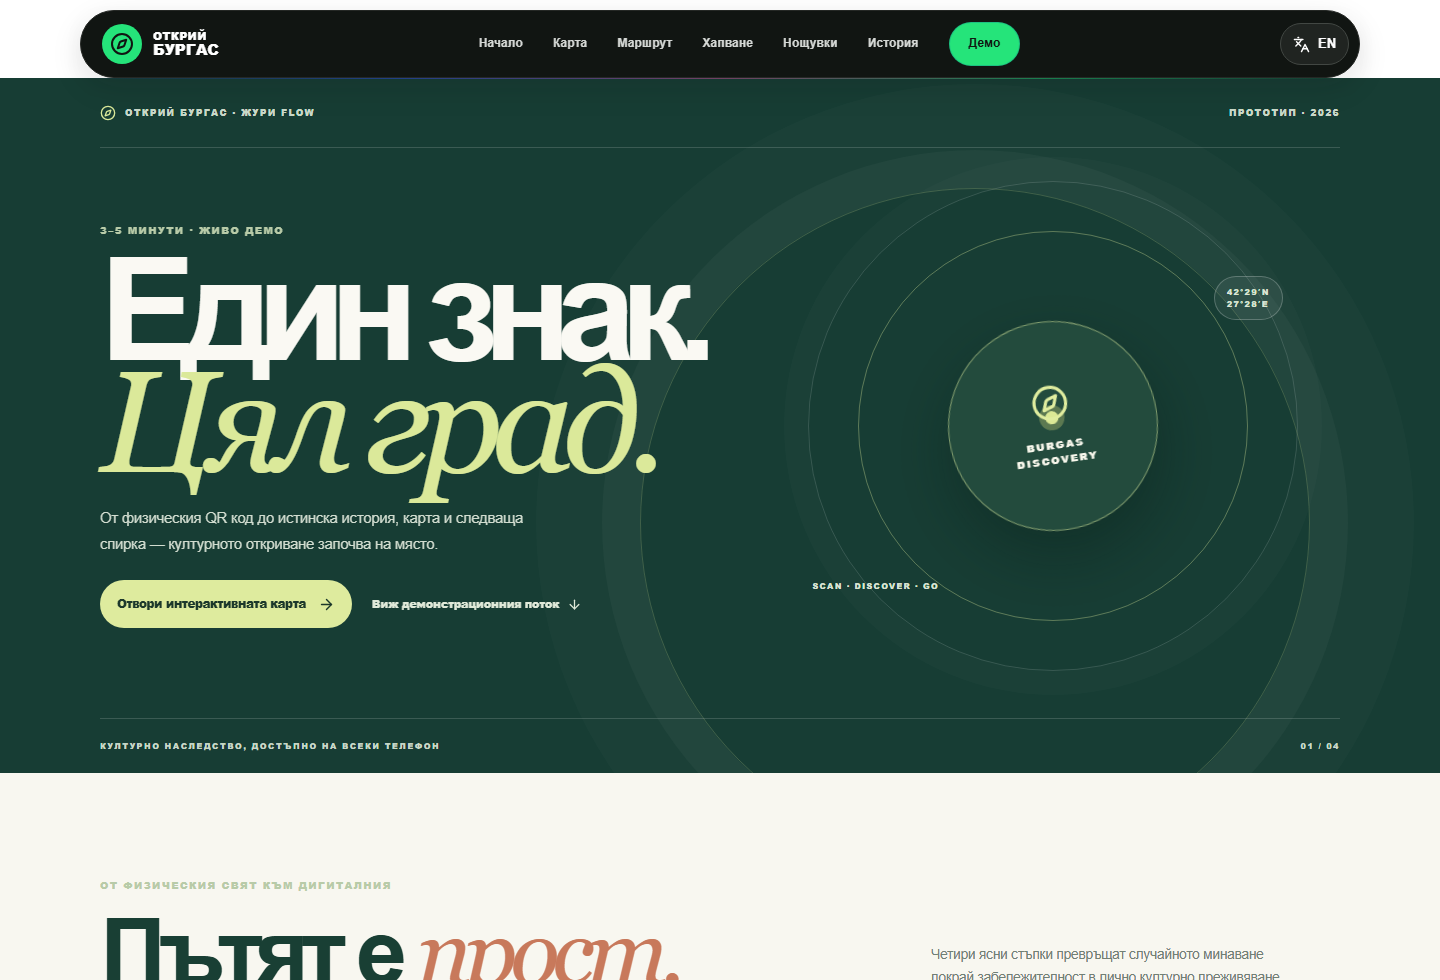 ОТКРИЙ
БУРГАС
Начало
Карта
Маршрут
Хапване
Нощувки
История
Демо
EN
ОТКРИЙ БУРГАС · ЖУРИ FLOW
ПРОТОТИП · 2026
3–5 МИНУТИ · ЖИВО ДЕМО
Един знак.
Цял град.
От физическия QR код до истинска история, карта и следваща
спирка — културното откриване започва на място.
Отвори интерактивната карта
Виж демонстрационния поток
42°29'N
27°28'E
BURGAS
DISCOVERY
SCAN · DISCOVER · GO
КУЛТУРНО НАСЛЕДСТВО, ДОСТЪПНО НА ВСЕКИ ТЕЛЕФОН
01 / 04
ОТ ФИЗИЧЕСКИЯ СВЯТ КЪМ ДИГИТАЛНИЯ
Пътят е прост.
Четири ясни стъпки превръщат случайното минаване
покрай забележителност в лично културно преживяване.